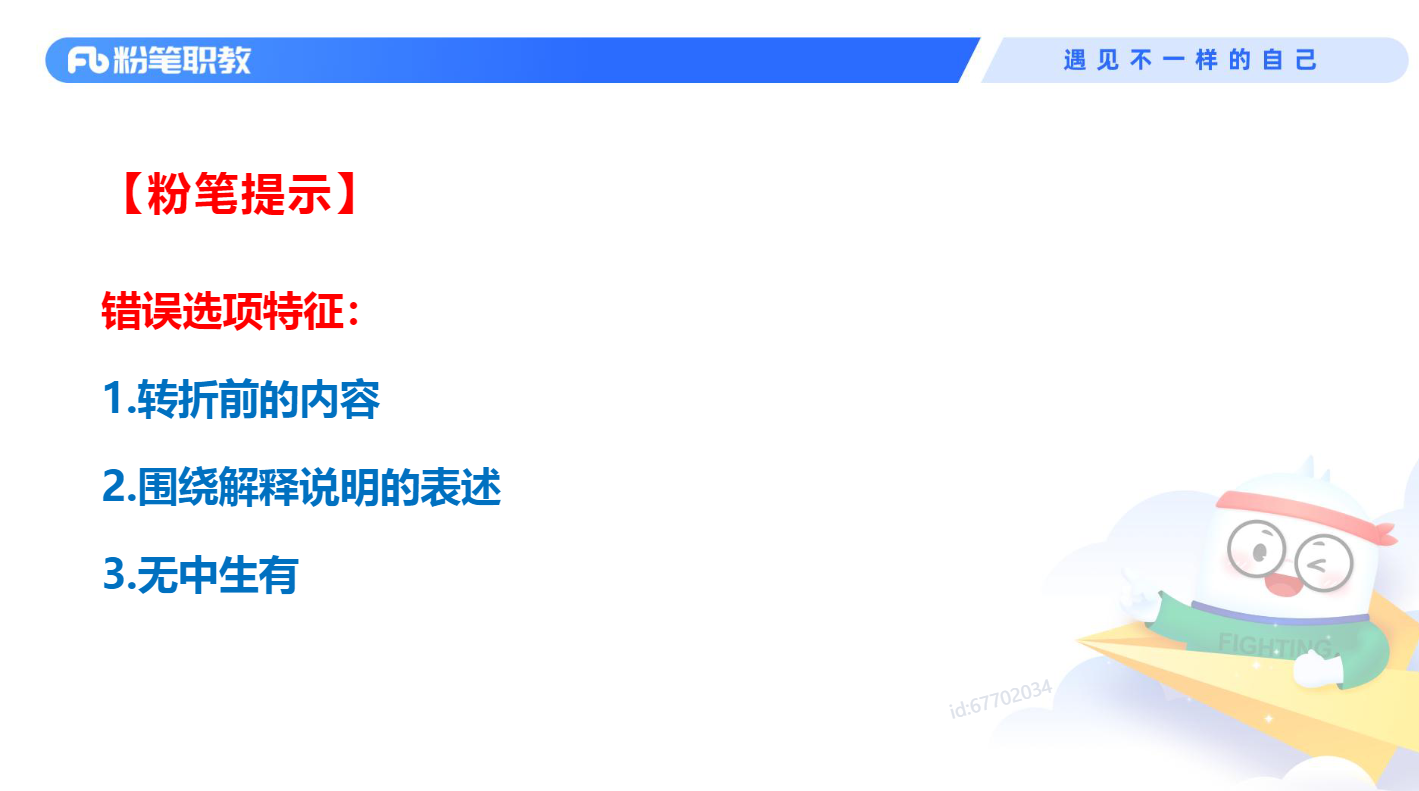 粉笔职教
遇见不一样的自己
【粉笔提示】
错误选项特征：
1.转折前的内容
2.围绕解释说明的表述
3.无中生有
FIGHTING.
id:67702034